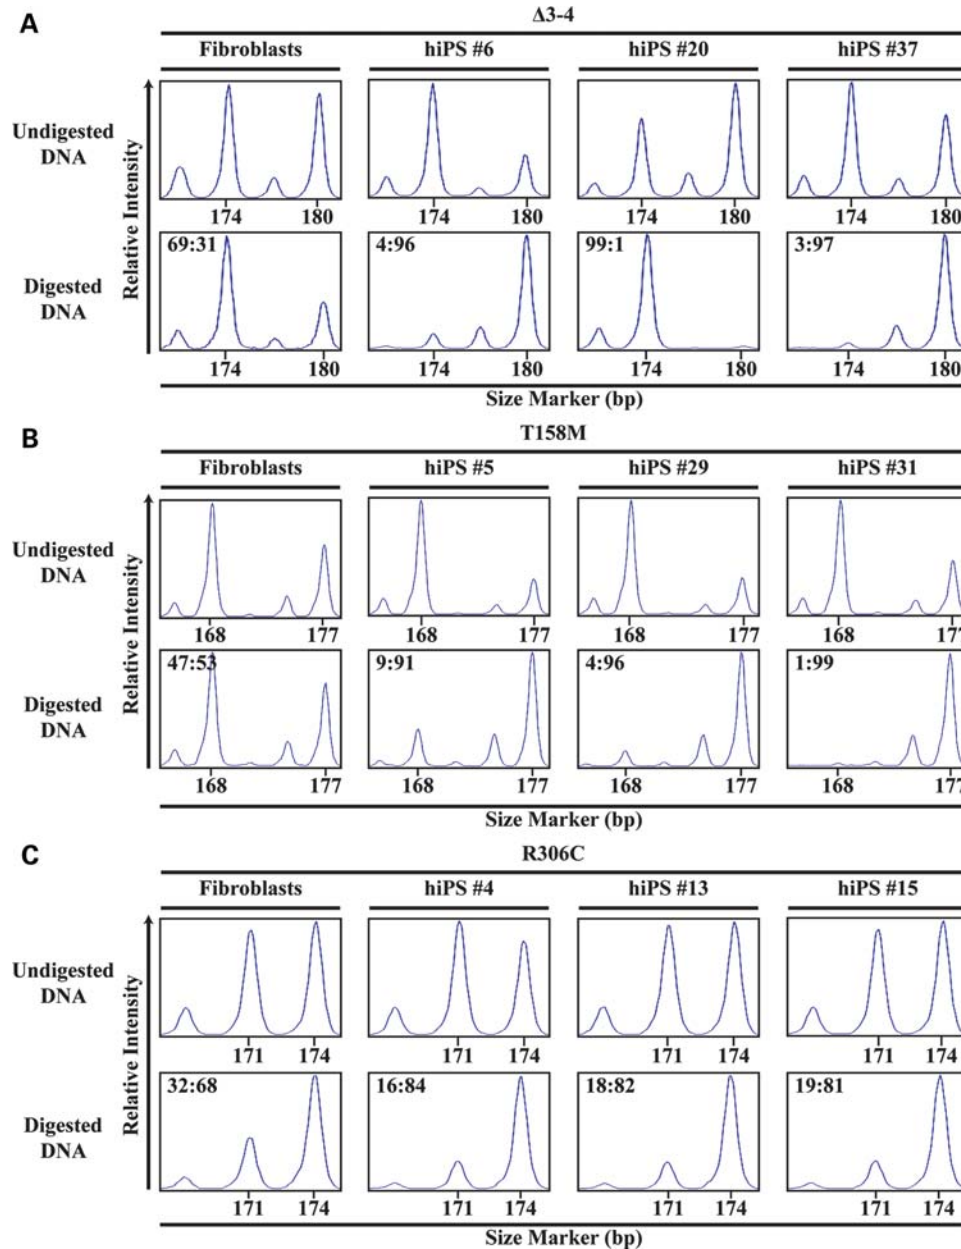 A
Δ3-4
Fibroblasts hiPS #6 hiPS #20 hiPS #37
Undigested
DNA
174 180 174 180 174 180 174 180
69:31 4:96 99:1 3:97
Digested
DNA
Relative Intensity
174 180 174 180 174 180 174 180
Size Marker (bp)
B
T158M
Fibroblasts hiPS #5 hiPS #29 hiPS #31
Undigested
DNA
168 177 168 177 168 177 168 177
47:53 9:91 4:96 1:99
Digested
DNA
Relative Intensity
168 177 168 177 168 177 168 177
Size Marker (bp)
C
R306C
Fibroblasts hiPS #4 hiPS #13 hiPS #15
Undigested
DNA
171 174 171 174 171 174 171 174
32:68 16:84 18:82 19:81
Digested
DNA
Relative Intensity
171 174 171 174 171 174 171 174
Size Marker (bp)